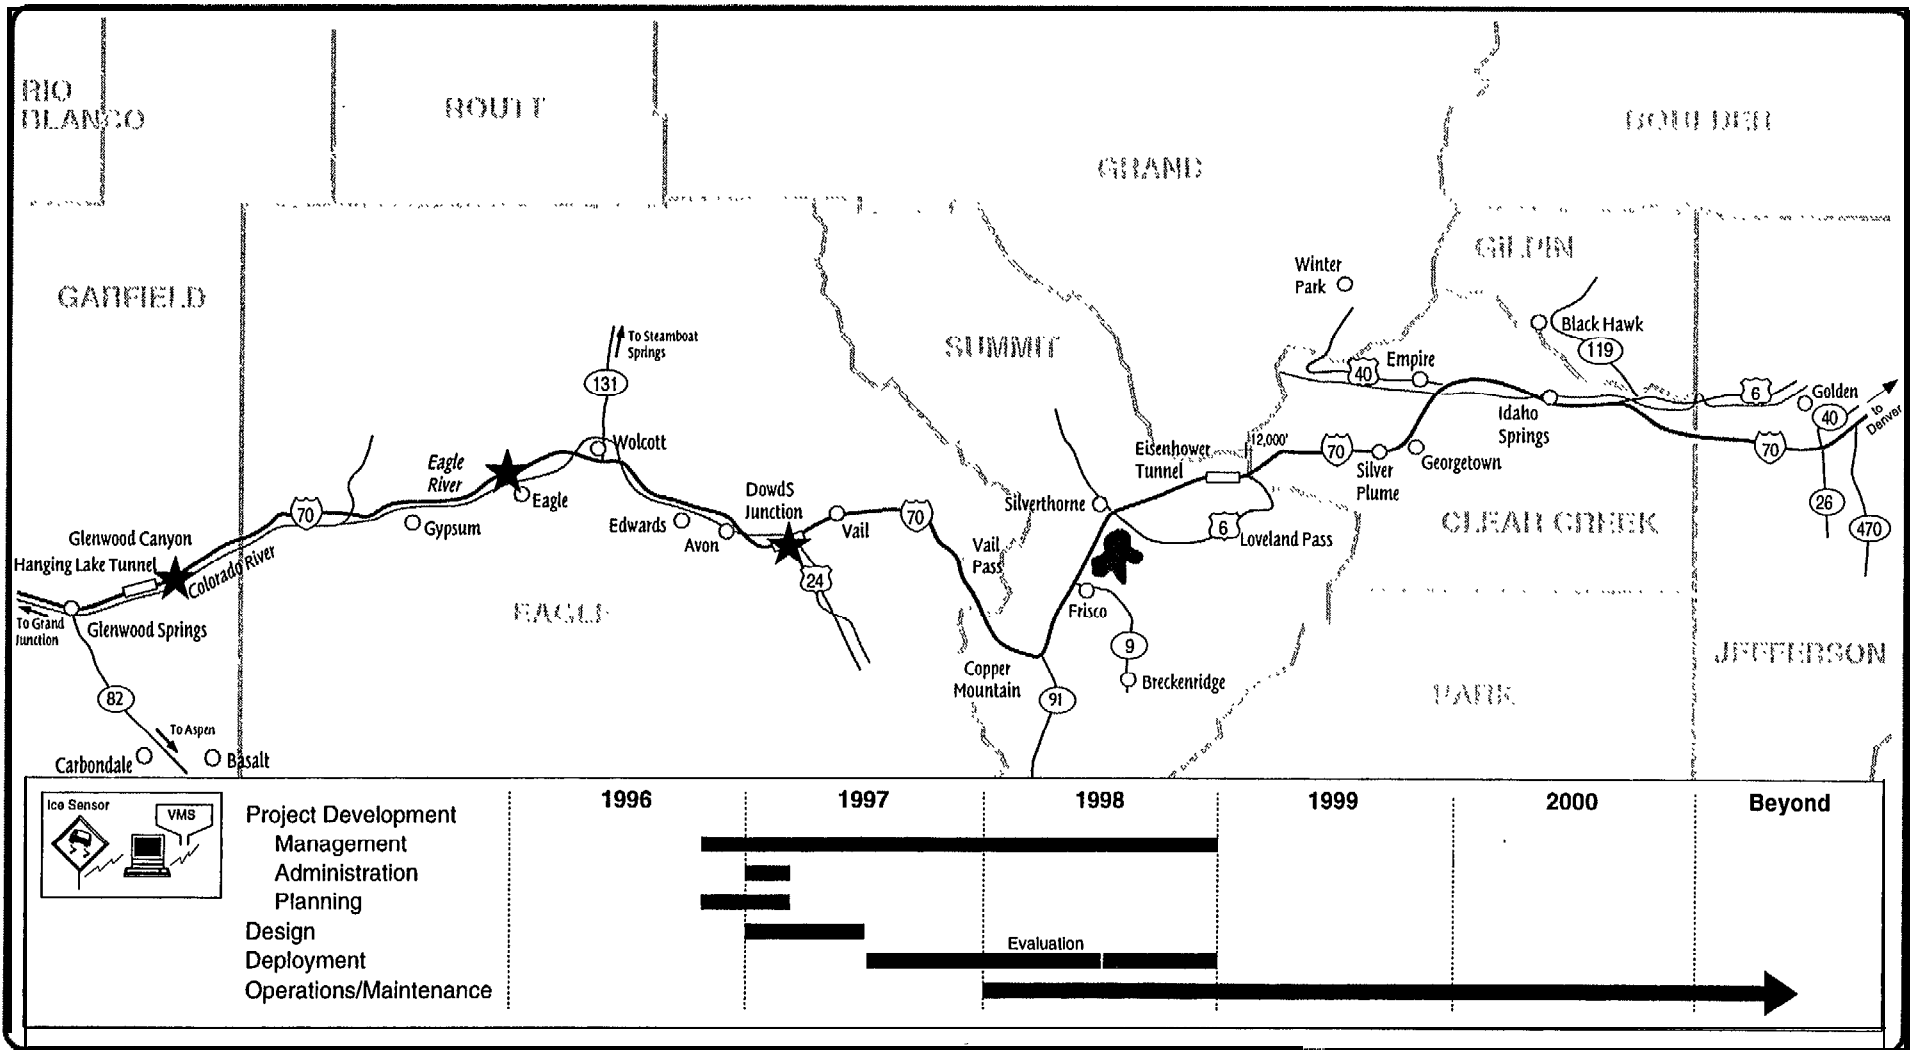 RIO
BLANCO
ROUTT
GRAND
BOULDER
GARFIELD
SUMMIT
GILPIN
EAGLE
CLEAR CREEK
PARK
JEFFERSON
Winter
Park
Black Hawk
119
Empire
40
6
Golden
40
to
Denver
To Steamboat
Springs
131
Wolcott
Eagle
River
Eagle
70
Gypsum
Edwards
Avon
DowdS
Junction
Vail
70
24
Vail
Pass
Glenwood Canyon
Hanging Lake Tunnel
Colorado River
To Grand
Junction
Glenwood Springs
82
To Aspen
Carbondale
Basalt
Silverthorne
Eisenhower
Tunnel
12,000'
6
Loveland Pass
70
Silver
Plume
Georgetown
Idaho
Springs
70
26
470
Frisco
9
Breckenridge
Copper
Mountain
91
Ice Sensor
VMS
1996
1997
1998
1999
2000
Beyond
Project Development
Management
Administration
Planning
Design
Deployment
Evaluation
Operations/Maintenance